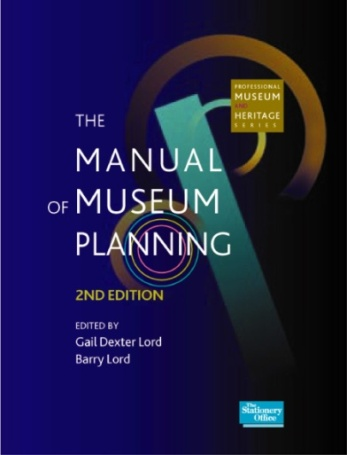 PROFESSIONAL
MUSEUM
AND
HERITAGE
SERIES
THE
MANUAL
OF MUSEUM
PLANNING
2ND EDITION
EDITED BY
Gail Dexter Lord
Barry Lord
The
Stationery
Office